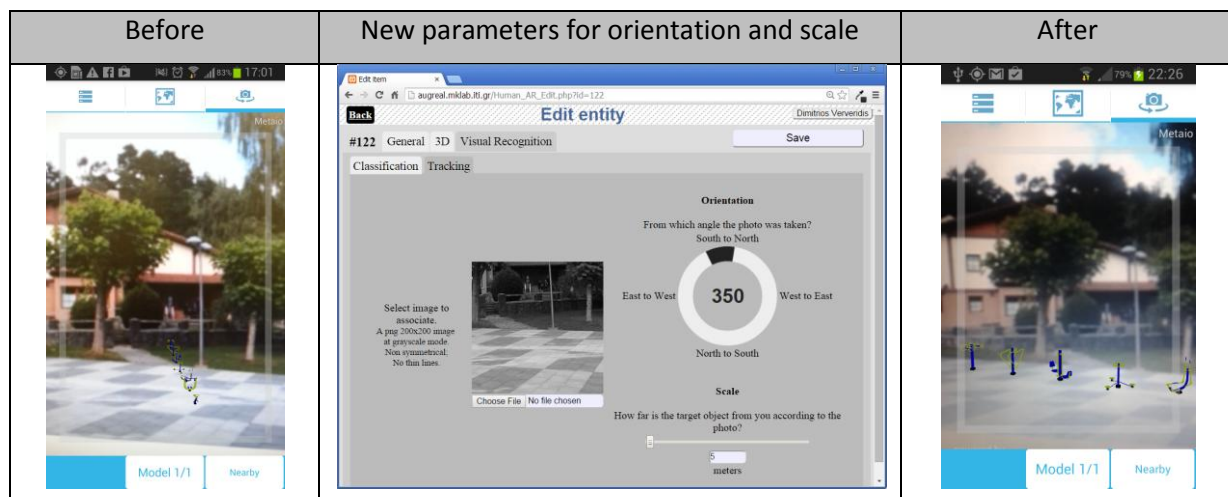 Before
New parameters for orientation and scale
After
83% 17:01
Metaio
Model 1/1
Nearby
Edit item
augreal.mklab.iti.gr/Human_AR_Edit.php?id=122
Back
Edit entity
Dimitrios Ververidis
#122 General 3D Visual Recognition
Save
Classification Tracking
Select image to
associate.
A png 200x200 image
at grayscale mode.
Non symmetrical,
No thin lines.
Choose File No file chosen
Orientation
From which angle the photo was taken?
South to North
East to West
350
West to East
North to South
Scale
How far is the target object from you according to the
photo?
5
meters
79% 22:26
Metaio
Model 1/1
Nearby